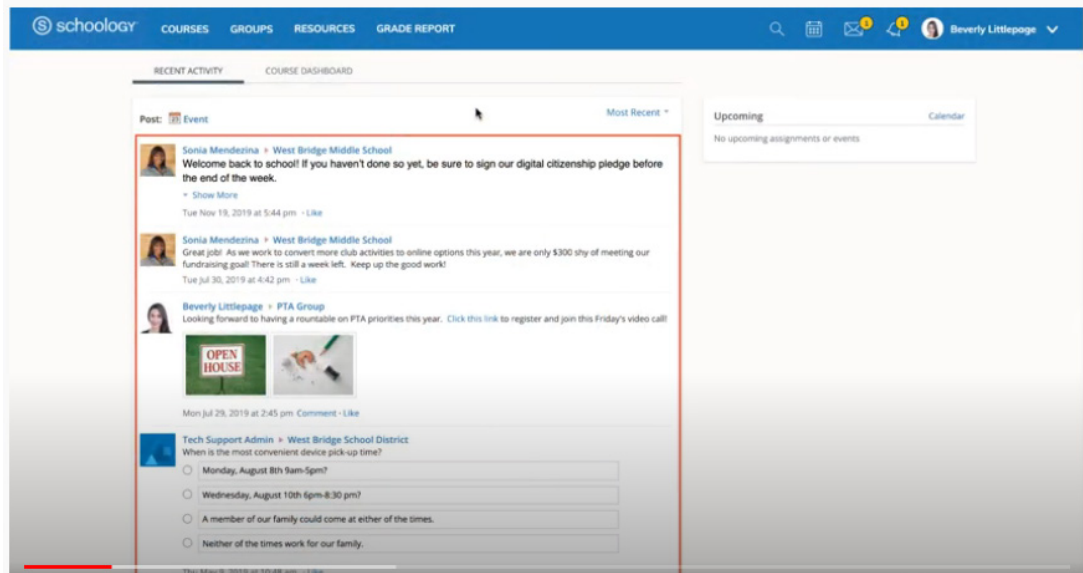 schoology
COURSES GROUPS RESOURCES GRADE REPORT
1 1 Beverly Littlepage
RECENT ACTIVITY COURSE DASHBOARD
Post: Event Most Recent
Sonia Mendezina West Bridge Middle School
Welcome back to school! If you haven't done so yet, be sure to sign our digital citizenship pledge before
the end of the week.
Show More
Tue Nov 19, 2019 at 5:44 pm · Like
Sonia Mendezina West Bridge Middle School
Great job! As we work to convert more club activities to online options this year, we are only $300 shy of meeting our
fundraising goal! There is still a week left. Keep up the good work!
Tue Jul 30, 2019 at 4:42 pm · Like
Beverly Littlepage PTA Group
Looking forward to having a rountable on PTA priorities this year. Click this link to register and join this Friday's video call!
OPEN
HOUSE
Mon Jul 29, 2019 at 2:45 pm Comment · Like
Tech Support Admin West Bridge School District
When is the most convenient device pick-up time?
Monday, August 8th 9am-5pm?
Wednesday, August 10th 6pm-8:30 pm?
A member of our family could come at either of the times.
Neither of the times work for our family.
Upcoming Calendar
No upcoming assignments or events